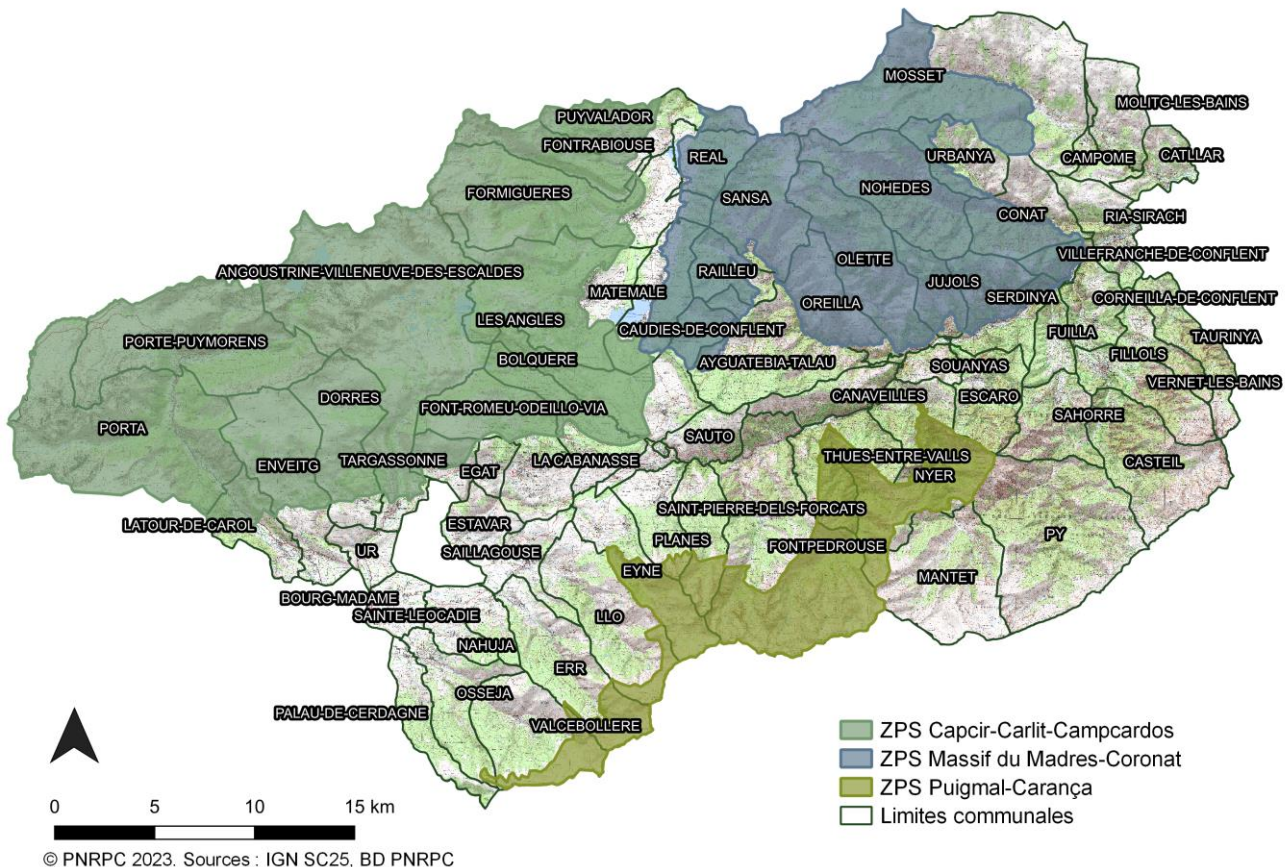 MOSSET
MOLITG-LES-BAINS
PUYVALADOR
FONTRABIOUSE
REAL
URBANYA
CAMPOME
CATLLAR
FORMIGUERES
SANSA
NOHEDES
CONAT
RIA-SIRACH
ANGOUSTRINE-VILLENEUVE-DES-ESCALDES
RAILLEU
OLETTE
VILLEFRANCHE-DE-CONFLENT
MATEMALE
OREILLA
JUJOLS
SERDINYA
CORNEILLA-DE-CONFLENT
LES ANGLES
CAUDIES-DE-CONFLENT
FUILLA
TAURINYA
PORTE-PUYMORENS
BOLQUERE
AYGUATEBIA-TALAU
SOUANYAS
FILLOLS
VERNET-LES-BAINS
DORRES
FONT-ROMEU-ODEILLO-VIA
CANAVEILLES
ESCARO
SAHORRE
PORTA
SAUTO
ENVEITG
TARGASSONNE
EGAT
LA CABANASSE
THUES-ENTRE-VALLS
NYER
CASTEIL
LATOUR-DE-CAROL
ESTAVAR
SAINT-PIERRE-DELS-FORCATS
UR
SAILLAGOUSE
PLANES
FONTPEDROUSE
PY
EYNE
MANTET
BOURG-MADAME
SAINTE-LEOCADIE
LLO
NAHUJA
ERR
OSSEJA
PALAU-DE-CERDAGNE
VALCEBOLLERE
ZPS Capcir-Carlit-Campcardos
ZPS Massif du Madres-Coronat
ZPS Puigmal-Carança
Limites communales
0 5 10 15 km
© PNRPC 2023, Sources : IGN SC25, BD PNRPC